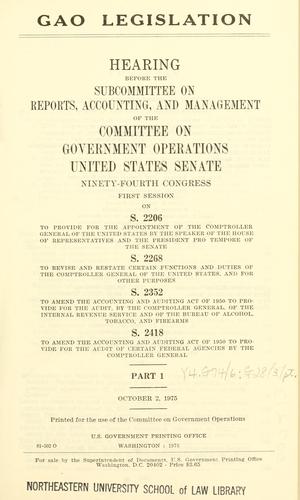 GAO LEGISLATION
HEARING
BEFORE THE
SUBCOMMITTEE ON
REPORTS, ACCOUNTING, AND MANAGEMENT
OF THE
COMMITTEE ON
GOVERNMENT OPERATIONS
UNITED STATES SENATE
NINETY-FOURTH CONGRESS
FIRST SESSION
ON
S. 2206
TO PROVIDE FOR THE APPOINTMENT OF THE COMPTROLLER
GENERAL OF THE UNITED STATES BY THE SPEAKER OF THE HOUSE
OF REPRESENTATIVES AND THE PRESIDENT PRO TEMPORE OF
THE SENATE
S. 2268
TO REVISE AND RESTATE CERTAIN FUNCTIONS AND DUTIES OF
THE COMPTROLLER GENERAL OF THE UNITED STATES, AND FOR
OTHER PURPOSES
S. 2352
TO AMEND THE ACCOUNTING AND AUDITING ACT OF 1950 TO PRO-
VIDE FOR THE AUDIT, BY THE COMPTROLLER GENERAL, OF THE
INTERNAL REVENUE SERVICE AND OF THE BUREAU OF ALCOHOL,
TOBACCO, AND FIREARMS
S. 2418
TO AMEND THE ACCOUNTING AND AUDITING ACT OF 1950 TO PRO-
VIDE FOR THE AUDIT OF CERTAIN FEDERAL AGENCIES BY THE
COMPTROLLER GENERAL
PART 1
Y4.G74/6:G28/3/pt.
OCTOBER 2, 1975
Printed for the use of the Committee on Government Operations
U.S. GOVERNMENT PRINTING OFFICE
61-502 O WASHINGTON : 1976
For sale by the Superintendent of Documents, U.S. Government Printing Office
Washington, D.C. 20402 - Price $3.65
NORTHEASTERN UNIVERSITY SCHOOL of LAW LIBRARY